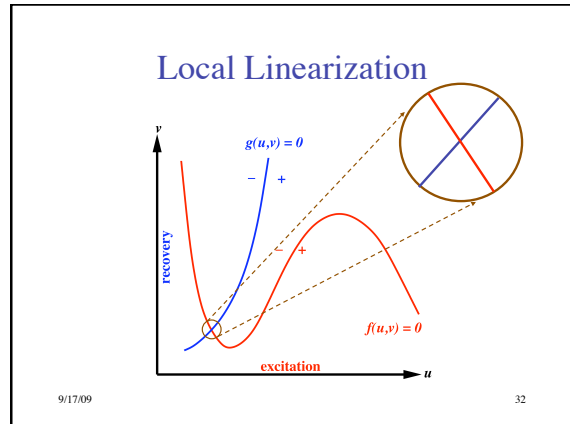 Local Linearization
v
g(u,v) = 0
– +
recovery
– +
f(u,v) = 0
excitation
u
9/17/09
32